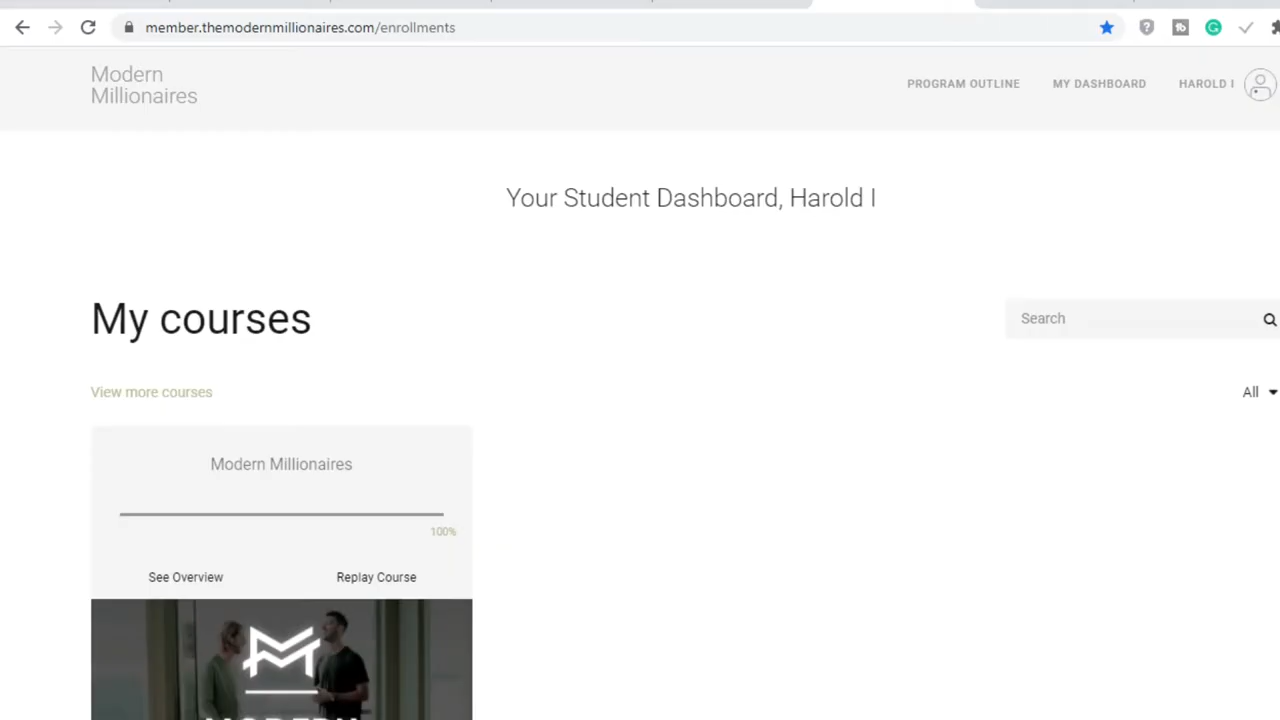 member.themodernmillionaires.com/enrollments
Modern
Millionaires
PROGRAM OUTLINE
MY DASHBOARD
HAROLD I
Your Student Dashboard, Harold I
My courses
Search
View more courses
All
Modern Millionaires
100%
See Overview
Replay Course
MODERN